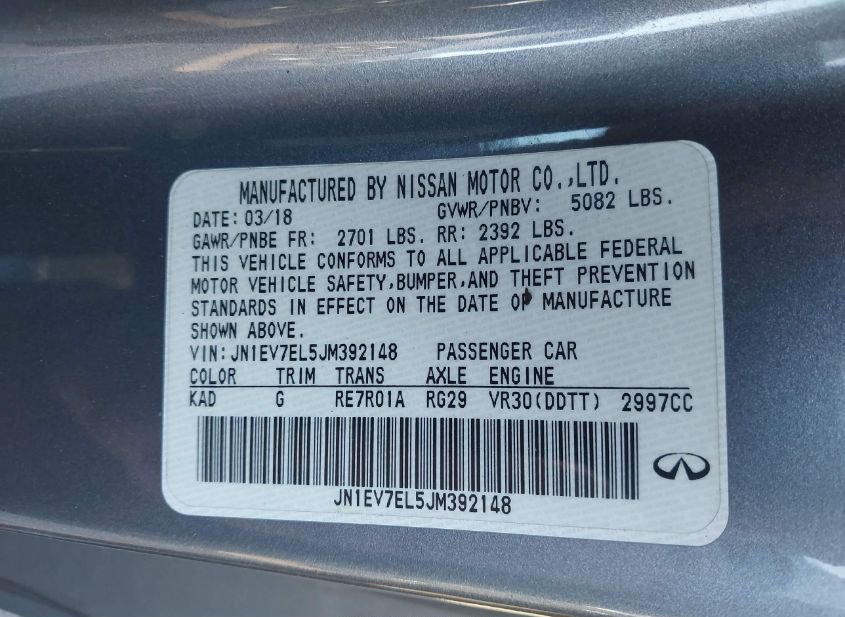 MANUFACTURED BY NISSAN MOTOR CO.,LTD.
DATE: 03/18 GVWR/PNBV: 5082 LBS.
GAWR/PNBE FR: 2701 LBS. RR: 2392 LBS.
THIS VEHICLE CONFORMS TO ALL APPLICABLE FEDERAL
MOTOR VEHICLE SAFETY,BUMPER,AND THEFT PREVENTION
STANDARDS IN EFFECT ON THE DATE OF MANUFACTURE
SHOWN ABOVE.
VIN: JN1EV7EL5JM392148 PASSENGER CAR
COLOR TRIM TRANS AXLE ENGINE
KAD G RE7R01A RG29 VR30(DDTT) 2997CC
JN1EV7EL5JM392148